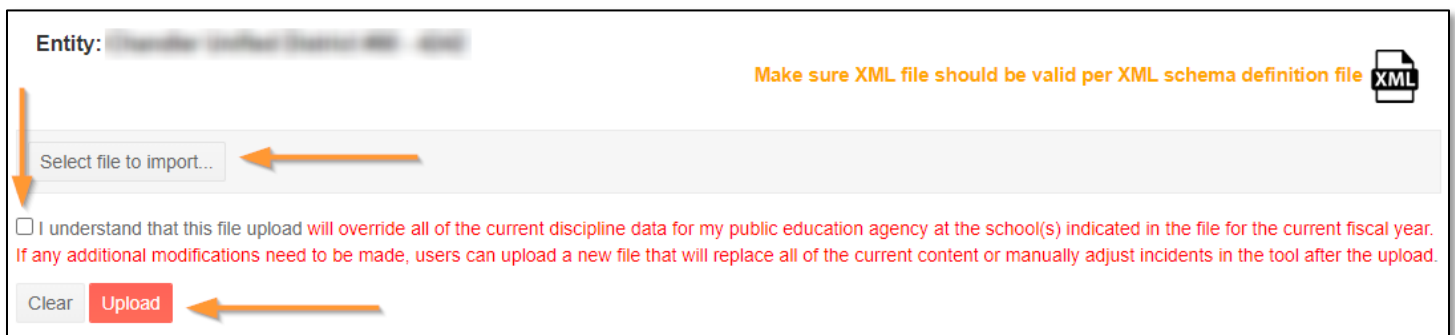 Entity:
Make sure XML file should be valid per XML schema definition file
XML
Select file to import...
I understand that this file upload will override all of the current discipline data for my public education agency at the school(s) indicated in the file for the current fiscal year.
If any additional modifications need to be made, users can upload a new file that will replace all of the current content or manually adjust incidents in the tool after the upload.
Clear Upload